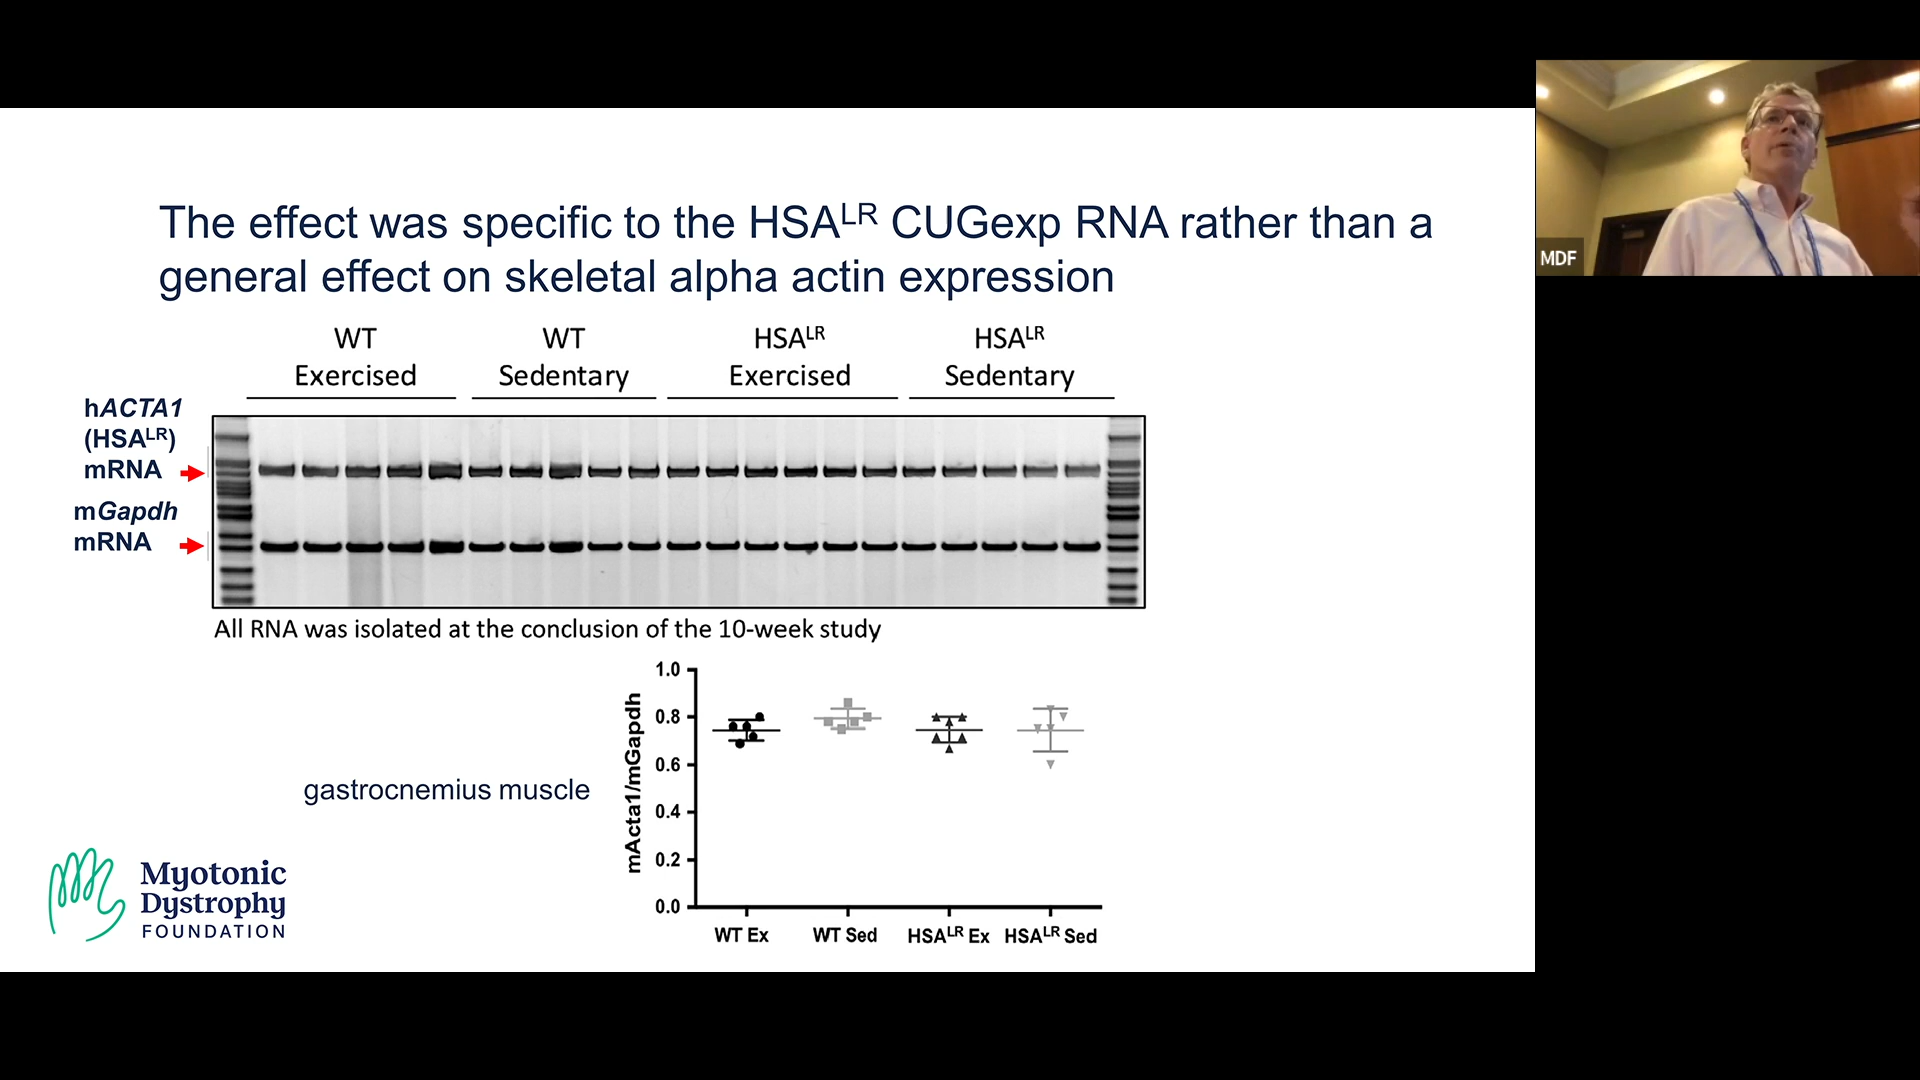 The effect was specific to the HSALR CUGexp RNA rather than a
general effect on skeletal alpha actin expression
WT
Exercised
WT
Sedentary
HSALR
Exercised
HSALR
Sedentary
hACTA1
(HSALR)
mRNA
mGapdh
mRNA
All RNA was isolated at the conclusion of the 10-week study
gastrocnemius muscle
mActa1/mGapdh
1.0
0.8
0.6
0.4
0.2
0.0
WT Ex
WT Sed
HSALR Ex
HSALR Sed
Myotonic
Dystrophy
FOUNDATION
MDF